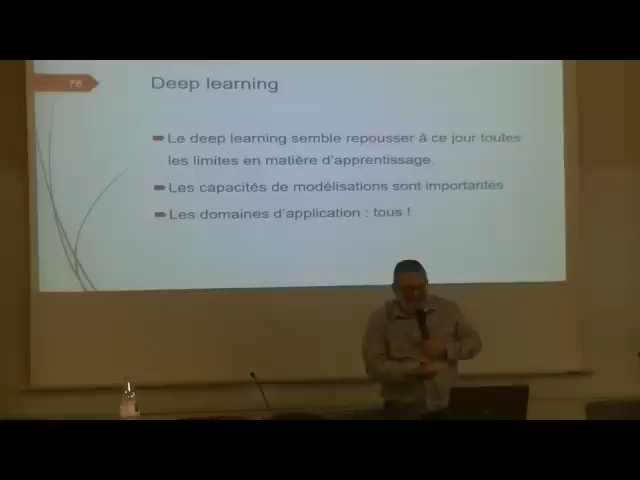 76
Deep learning
Le deep learning semble repousser à ce jour toutes
les limites en matière d'apprentissage.
Les capacités de modélisations sont importantes
Les domaines d'application : tous !